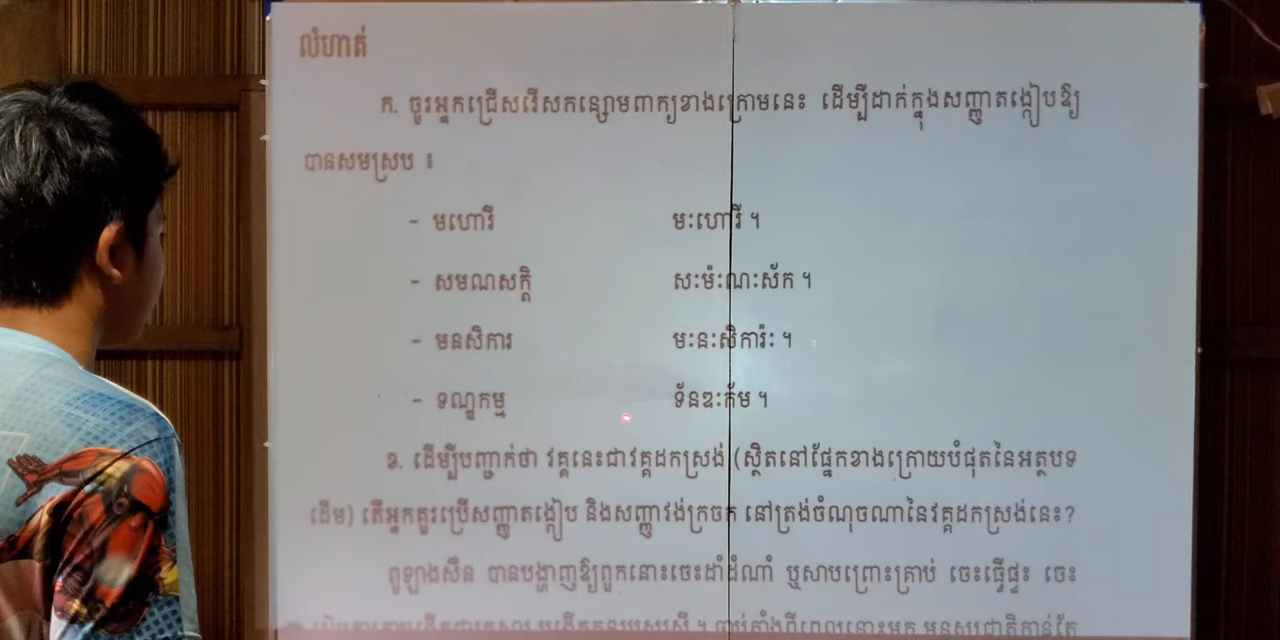 លំហាត់
ក. ចូរអ្នកជ្រើសរើសកន្សោមពាក្យខាងក្រោមនេះ ដើម្បីដាក់ក្នុងសញ្ញាតង្កៀបឱ្យ
បានសមស្រប ៖
- មហោរី មៈហោរី ។
- សមណសក្តិ សៈម៉ៈណៈស័ក ។
- មនសិការ មៈនៈសិការ៉ៈ ។
- ទណ្ឌកម្ម ទ័នឌៈក័ម ។
ខ. ដើម្បីបញ្ជាក់ថា វគ្គនេះជាវគ្គដកស្រង់ (ស្ថិតនៅផ្នែកខាងក្រោយបំផុតនៃអត្ថបទ
ដើម) តើអ្នកគួរប្រើសញ្ញាតង្កៀប និងសញ្ញាវង់ក្រចក នៅត្រង់ចំណុចណានៃវគ្គដកស្រង់នេះ?
ពូឡាងសឺន បានបង្ហាញឱ្យពួកនោះចេះដាំដំណាំ ឬសាបព្រោះគ្រាប់ ចេះធ្វើផ្ទះ ចេះ